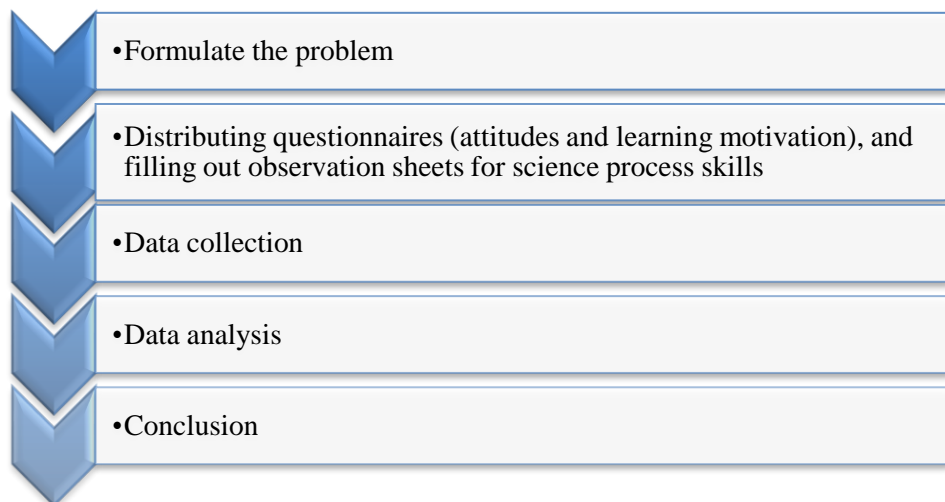 •Formulate the problem
•Distributing questionnaires (attitudes and learning motivation), and
filling out observation sheets for science process skills
•Data collection
•Data analysis
•Conclusion